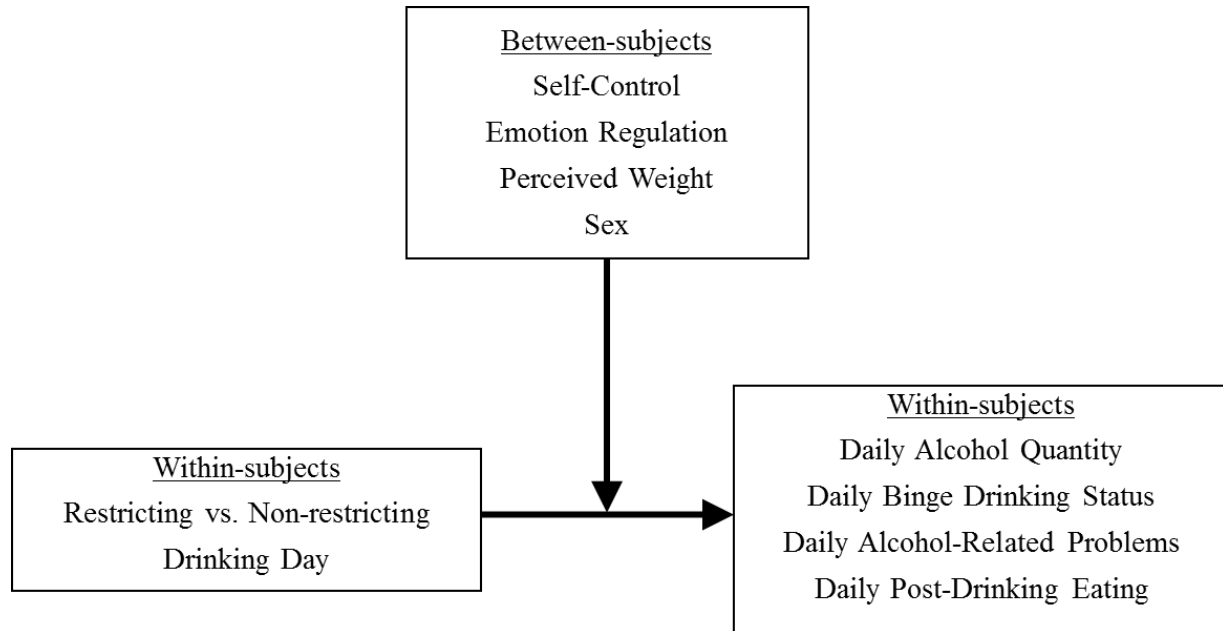 Between-subjects
Self-Control
Emotion Regulation
Perceived Weight
Sex
Within-subjects
Restricting vs. Non-restricting
Drinking Day
Within-subjects
Daily Alcohol Quantity
Daily Binge Drinking Status
Daily Alcohol-Related Problems
Daily Post-Drinking Eating